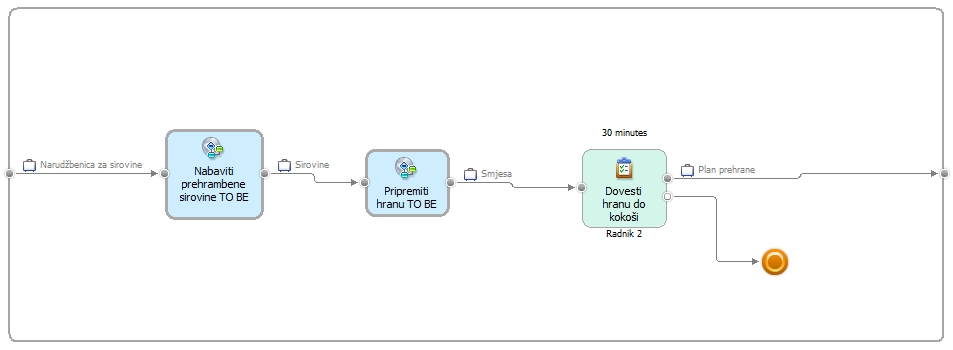 Narudžbenica za sirovine
Nabaviti
prehrambene
sirovine TO BE
Sirovine
Pripremiti
hranu TO BE
Smjesa
30 minutes
Dovesti
hranu do
kokoši
Radnik 2
Plan prehrane